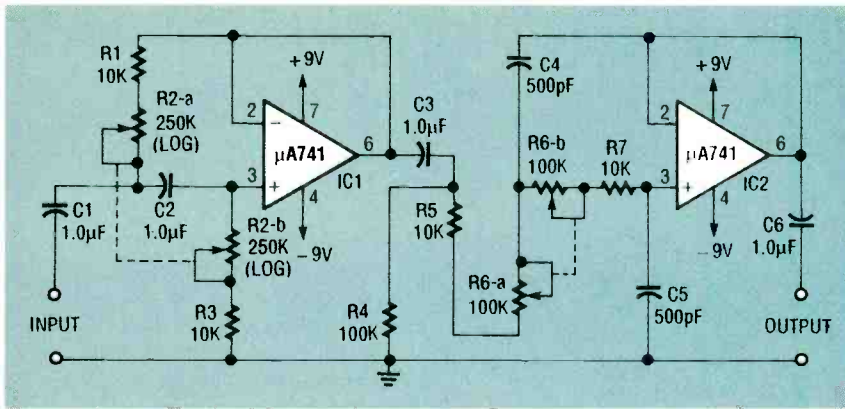 R1
10K
R2-a
250K
(LOG)
C1
1.0µF
C2
1.0µF
INPUT
+9V
2
−
7
µA741
6
3
+
4
IC1
−9V
R2-b
250K
(LOG)
R3
10K
C3
1.0µF
R5
10K
R4
100K
C4
500pF
R6-b
100K
R7
10K
R6-a
100K
+9V
2
−
7
µA741
6
3
+
4
IC2
−9V
C5
500pF
C6
1.0µF
OUTPUT